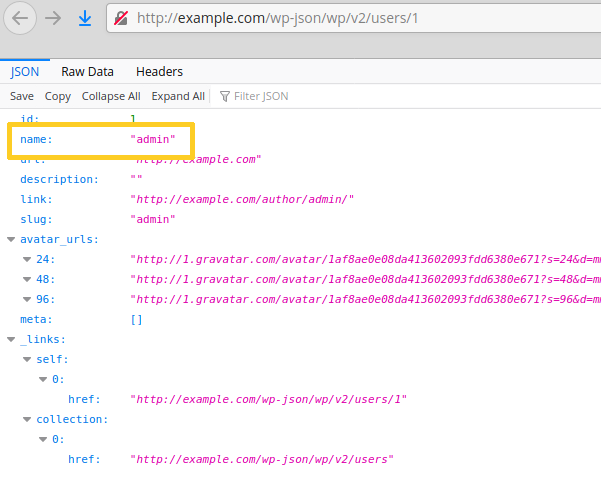 http://example.com/wp-json/wp/v2/users/1
JSON Raw Data Headers
Save Copy Collapse All Expand All Filter JSON
id: 1
name: "admin"
url: "http://example.com"
description: ""
link: "http://example.com/author/admin/"
slug: "admin"
avatar_urls:
24: "http://1.gravatar.com/avatar/1af8ae0e08da413602093fdd6380e671?s=24&d=m
48: "http://1.gravatar.com/avatar/1af8ae0e08da413602093fdd6380e671?s=48&d=m
96: "http://1.gravatar.com/avatar/1af8ae0e08da413602093fdd6380e671?s=96&d=m
meta: []
_links:
self:
0:
href: "http://example.com/wp-json/wp/v2/users/1"
collection:
0:
href: "http://example.com/wp-json/wp/v2/users"